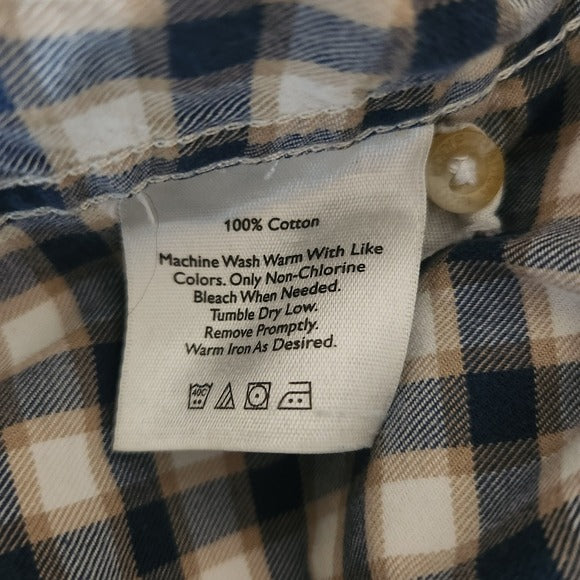 100% Cotton
Machine Wash Warm With Like
Colors. Only Non-Chlorine
Bleach When Needed.
Tumble Dry Low.
Remove Promptly.
Warm Iron As Desired.
40C